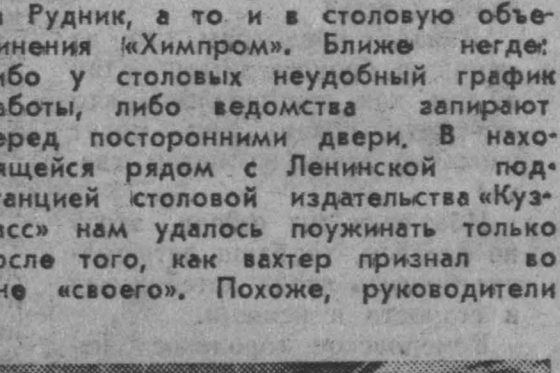 Рудник, а то и в столовую объе-
инения «Химпром». Ближе негде:
ибо у столовых неудобный график
аботы, либо ведомства запирают
еред посторонними двери. В нахо-
ящейся рядом с Ленинской под-
танцией столовой издательства «Куз-
асс» нам удалось поужинать только
осле того, как вахтер признал во
не «своего». Похоже, руководители